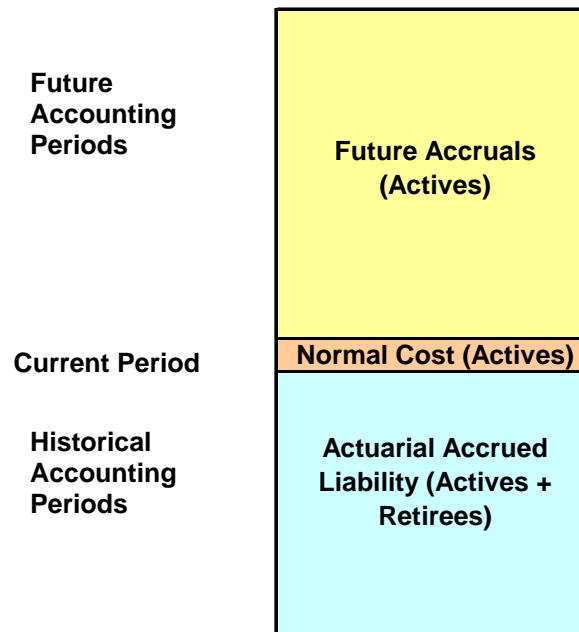 Future
Accounting
Periods
Future Accruals
(Actives)
Current Period
Normal Cost (Actives)
Historical
Accounting
Periods
Actuarial Accrued
Liability (Actives +
Retirees)